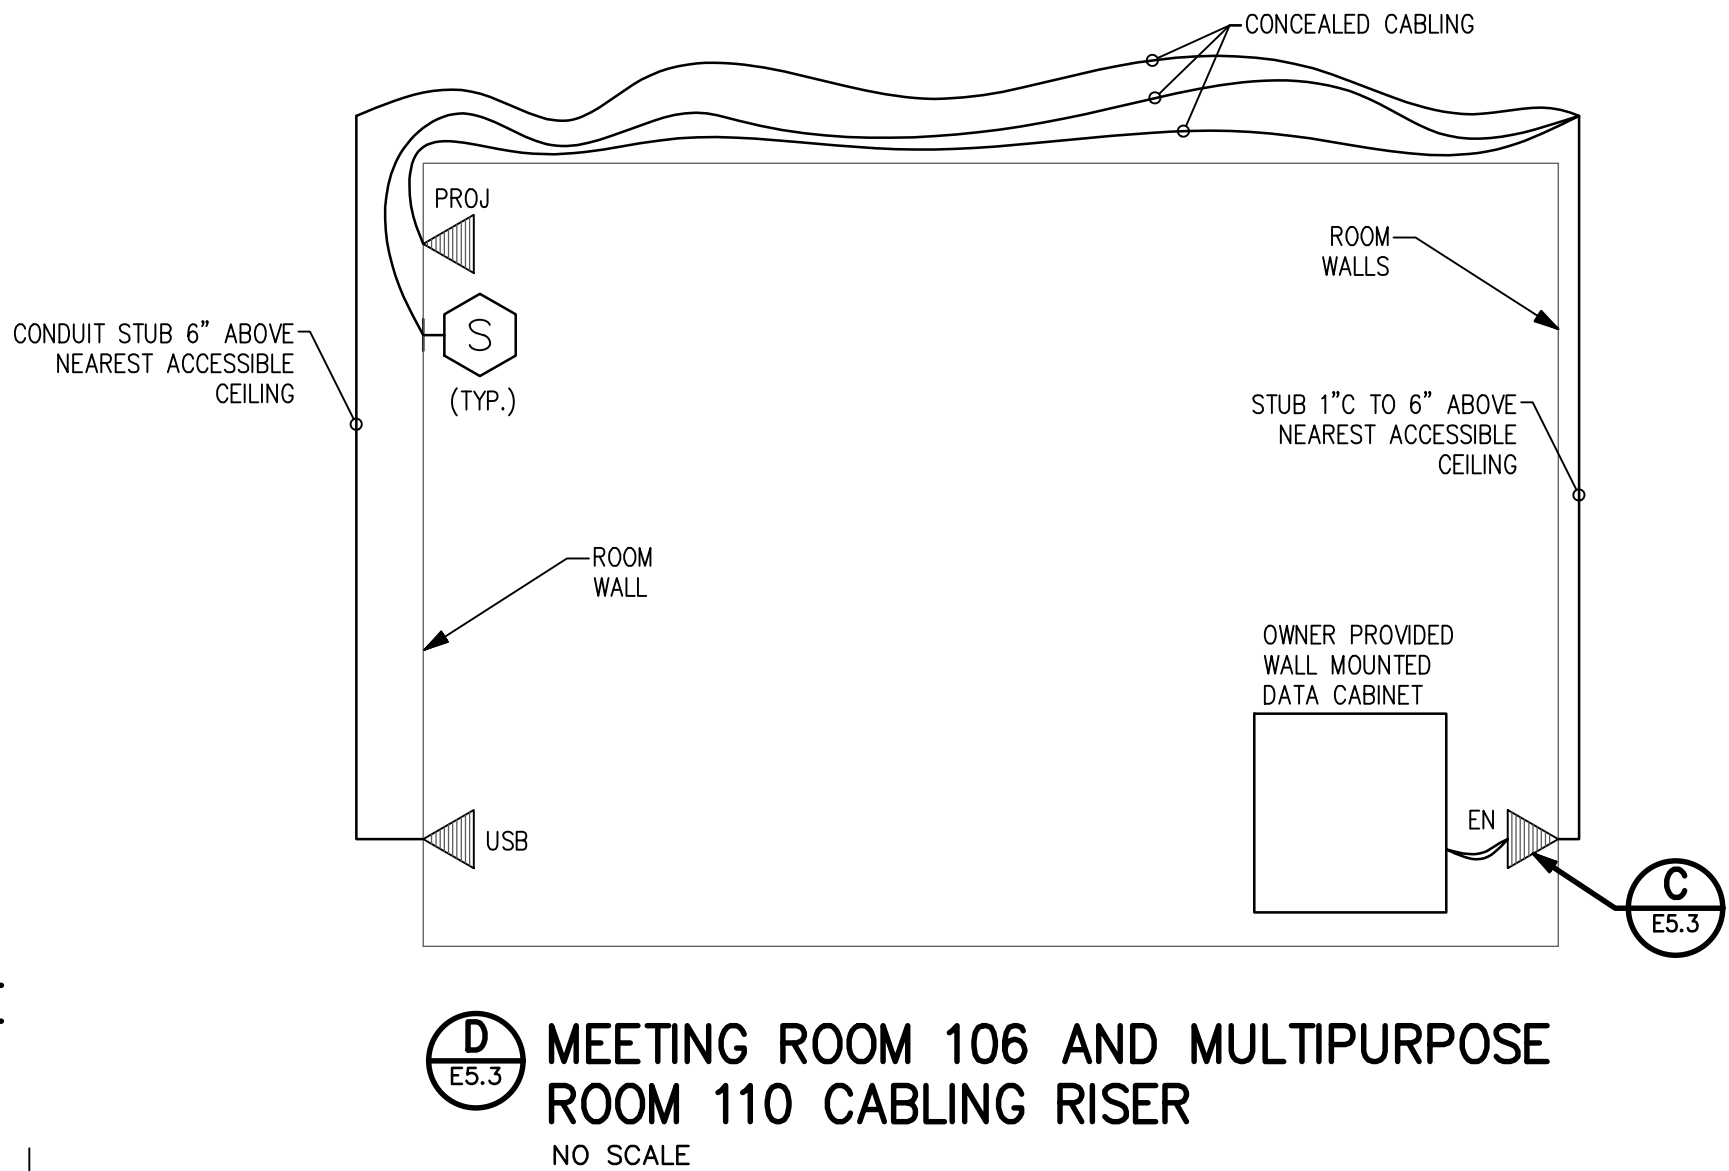 CONCEALED CABLING
PROJ
ROOM
WALLS
S
(TYP.)
CONDUIT STUB 6” ABOVE
NEAREST ACCESSIBLE
CEILING
STUB 1”C TO 6” ABOVE
NEAREST ACCESSIBLE
CEILING
ROOM
WALL
OWNER PROVIDED
WALL MOUNTED
DATA CABINET
USB
EN
C
E5.3
D
E5.3
MEETING ROOM 106 AND MULTIPURPOSE
ROOM 110 CABLING RISER
NO SCALE